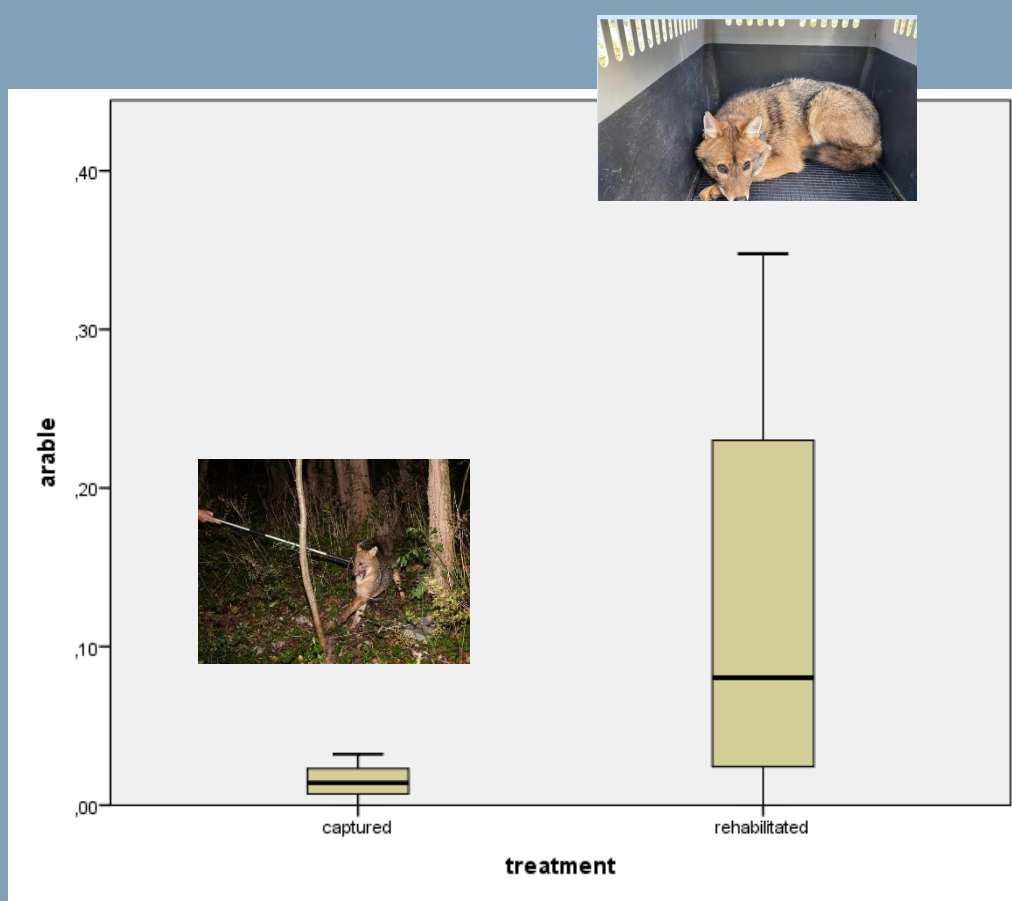 ,40
,30
arable
,20
,10
,00
captured
rehabilitated
treatment